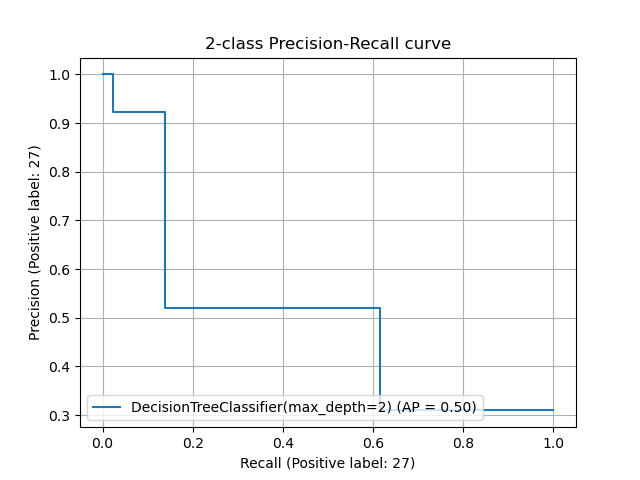 2-class Precision-Recall curve
Precision (Positive label: 27)
1.0
0.9
0.8
0.7
0.6
0.5
0.4
0.3
DecisionTreeClassifier(max_depth=2) (AP = 0.50)
0.0 0.2 0.4 0.6 0.8 1.0
Recall (Positive label: 27)